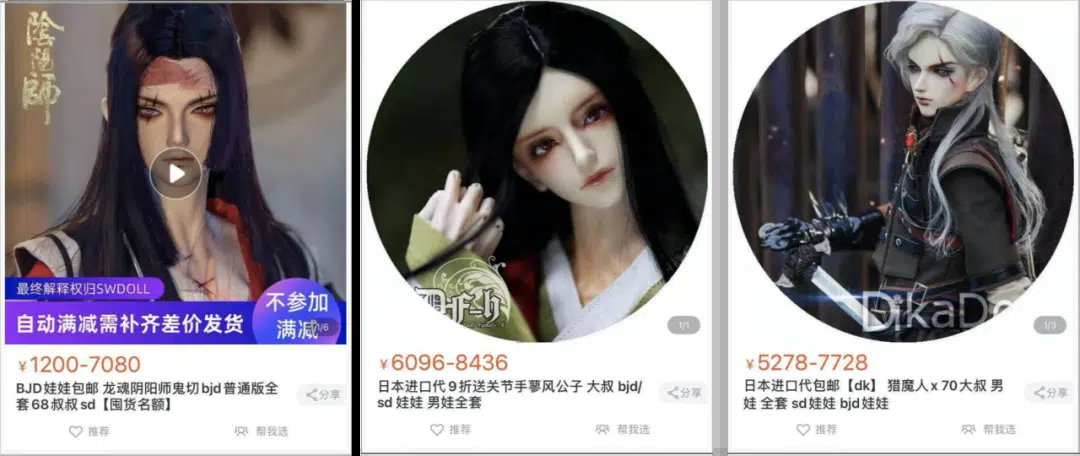 陰陽師
最终解释权归SWDOLL
自动满减需补齐差价发货
不参加
满减
1/6
¥1200-7080
BJD娃娃包邮 龙魂阴阳师鬼切bjd普通版全
套68叔叔sd【囤货名额】
分享
推荐
帮我选
1/1
¥6096-8436
日本进口代9折送关节手蓼风公子 大叔 bjd/
sd 娃娃 男娃全套
分享
推荐
帮我选
DikaDo
1/3
¥5278-7728
日本进口代包邮【dk】 猎魔人x 70大叔 男
娃 全套 sd娃娃 bjd娃娃
分享
推荐
帮我选